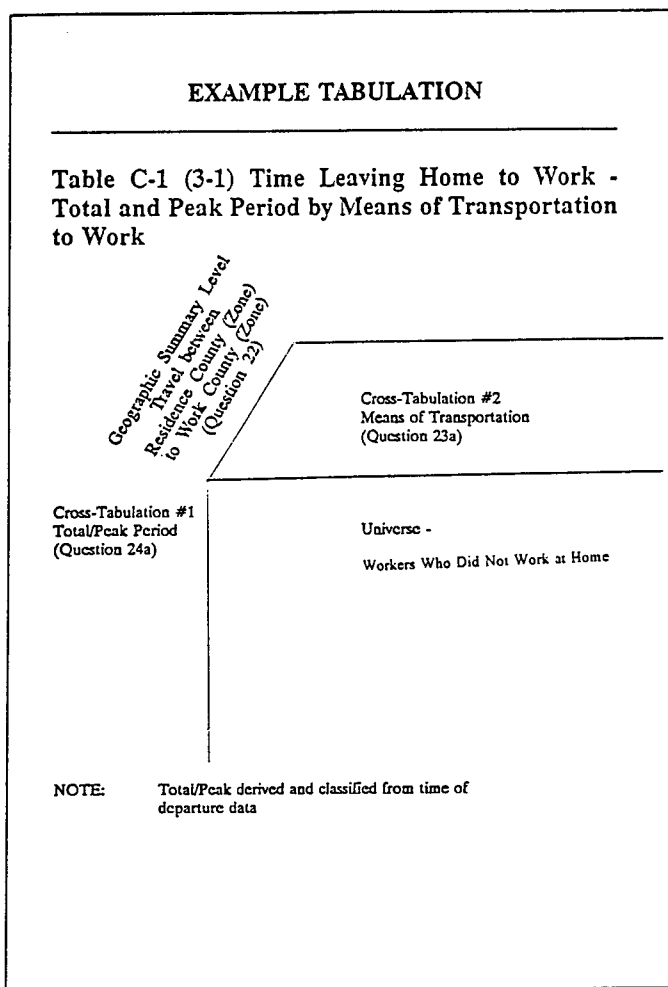 EXAMPLE TABULATION
Table C-1 (3-1) Time Leaving Home to Work -
Total and Peak Period by Means of Transportation
to Work
Geographic Summary Level
Travel between
Residence County (Zone)
to Work County (Zone)
(Question 22)
Cross-Tabulation #2
Means of Transportation
(Question 23a)
Cross-Tabulation #1
Total/Peak Period
(Question 24a)
Universe -
Workers Who Did Not Work at Home
NOTE: Total/Peak derived and classified from time of
departure data